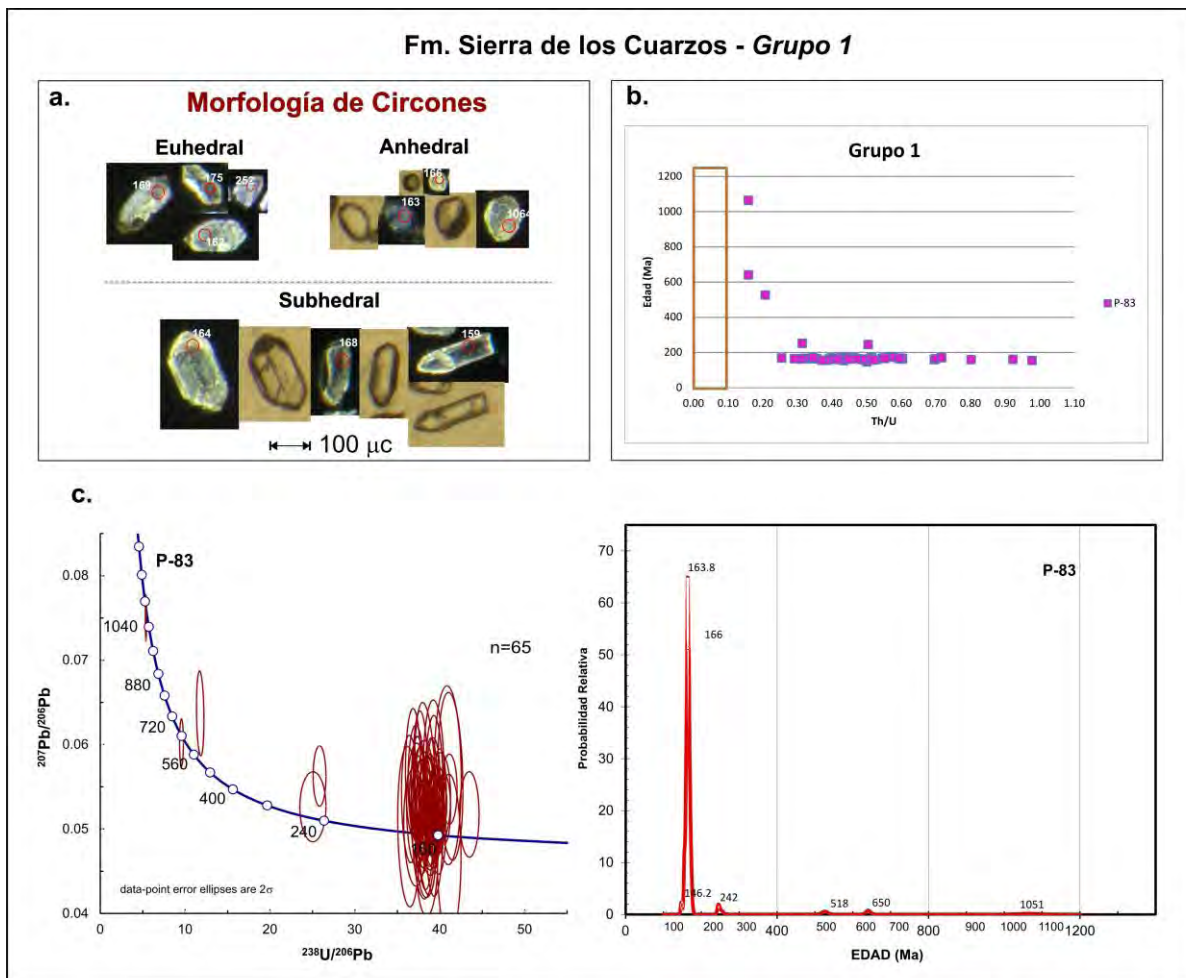 Fm. Sierra de los Cuarzos - Grupo 1
a.
Morfología de Circones
Euhedral
169
175
252
Anhedral
166
163
1064
Subhedral
164
168
159
100 µc
b.
Grupo 1
1200
1000
800
600
400
200
0
Edad (Ma)
0.00 0.10 0.20 0.30 0.40 0.50 0.60 0.70 0.80 0.90 1.00 1.10
Th/U
P-83
c.
P-83
n=65
0.08
0.07
0.06
0.05
0.04
207Pb/206Pb
1040
880
720
560
400
240
data-point error ellipses are 2σ
0 10 20 30 40 50
238U/206Pb
P-83
70
60
50
40
30
20
10
0
Probabilidad Relativa
163.8
166
146.2
242
518
650
1051
0 100 200 300 400 500 600 700 800 900 1000 1100 1200
EDAD (Ma)